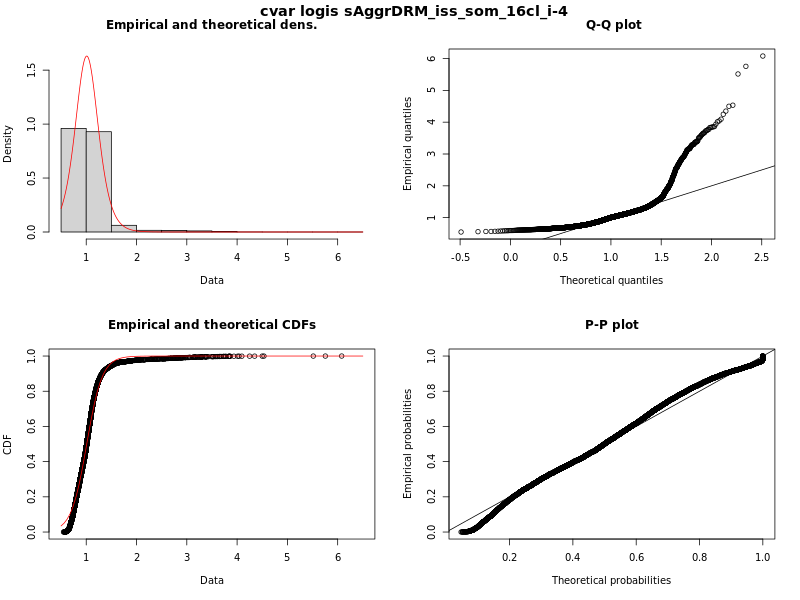 cvar logis sAggrDRM_iss_som_16cl_i-4
Empirical and theoretical dens.
Density
0.0 0.5 1.0 1.5
1 2 3 4 5 6
Data
Q-Q plot
Empirical quantiles
1 2 3 4 5 6
-0.5 0.0 0.5 1.0 1.5 2.0 2.5
Theoretical quantiles
Empirical and theoretical CDFs
CDF
0.0 0.2 0.4 0.6 0.8 1.0
1 2 3 4 5 6
Data
P-P plot
Empirical probabilities
0.0 0.2 0.4 0.6 0.8 1.0
0.2 0.4 0.6 0.8 1.0
Theoretical probabilities